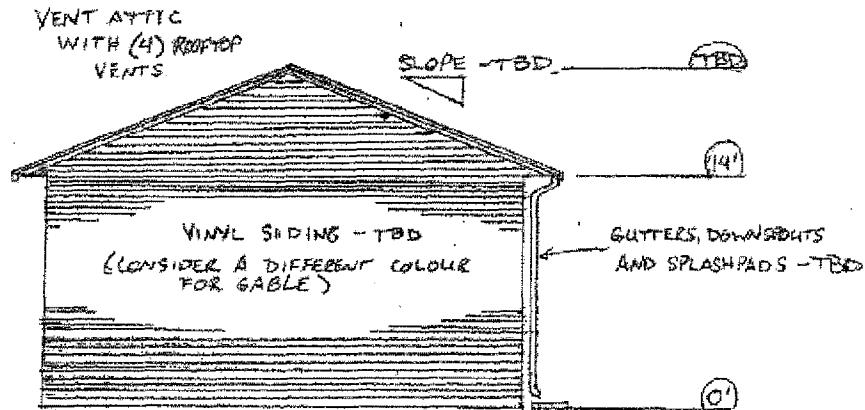 VENT ATTIC
WITH (4) ROOFTOP
VENTS
SLOPE - TBD
TBD
14'
VINYL SIDING - TBD
(CONSIDER A DIFFERENT COLOUR
FOR GABLE)
GUTTERS, DOWNSPOUTS
AND SPLASHPADS - TBD
0'